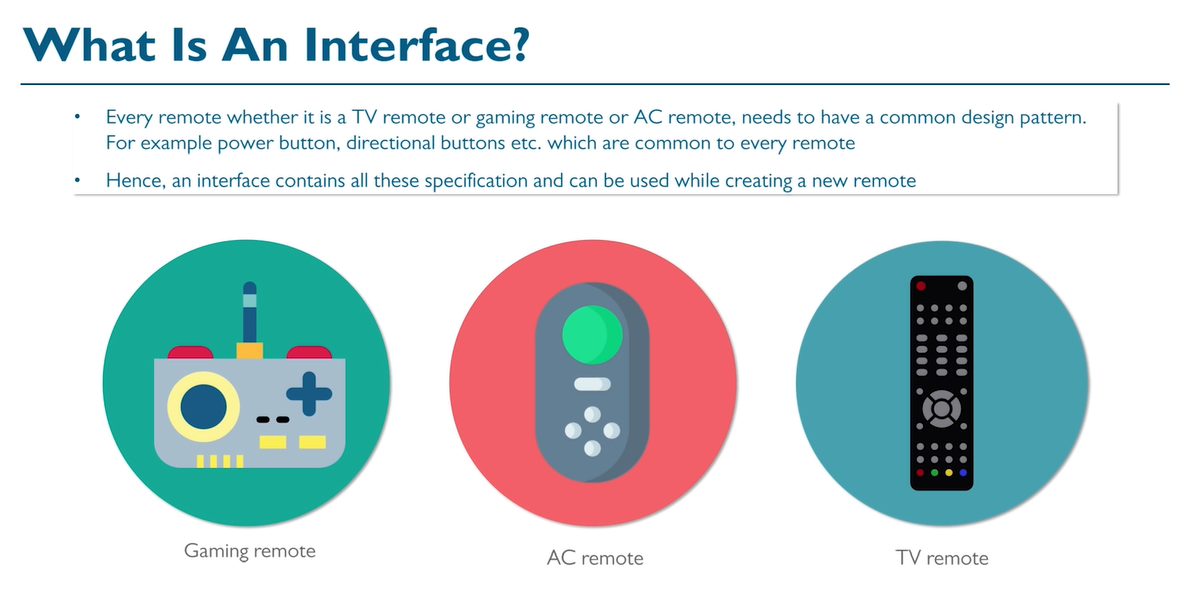 What Is An Interface?
• Every remote whether it is a TV remote or gaming remote or AC remote, needs to have a common design pattern.
For example power button, directional buttons etc. which are common to every remote
• Hence, an interface contains all these specification and can be used while creating a new remote
Gaming remote
AC remote
TV remote